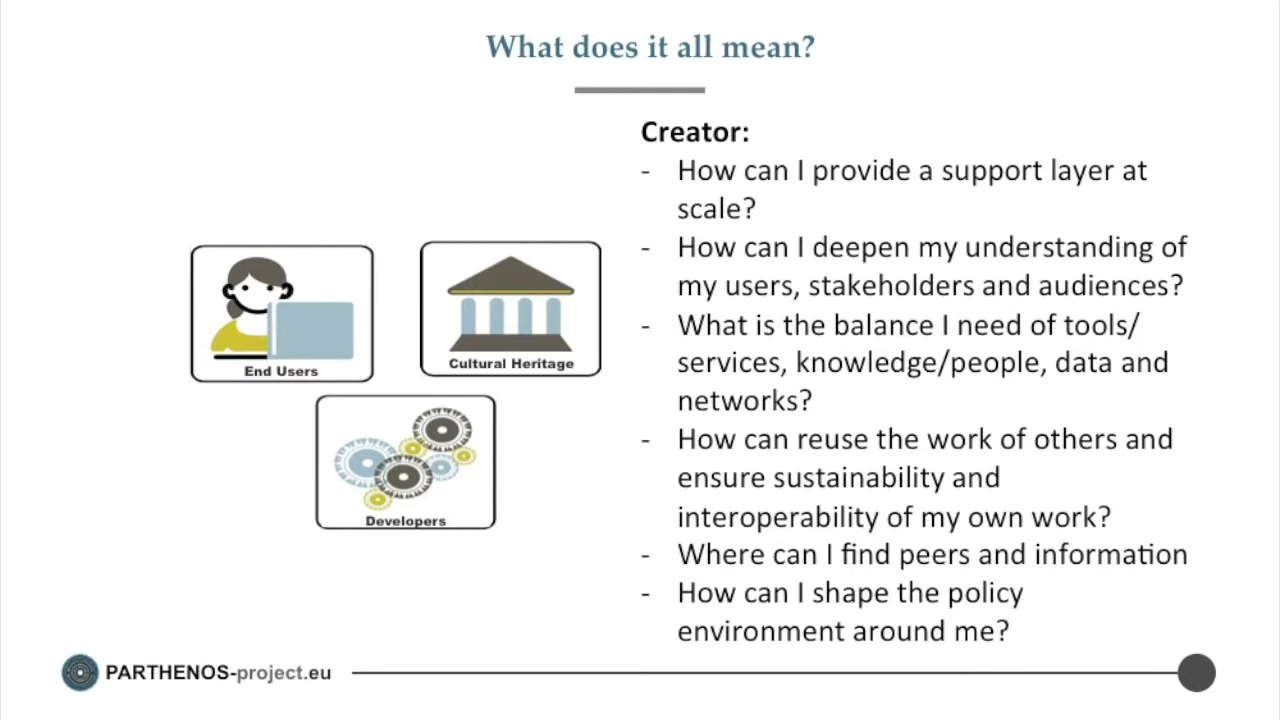 What does it all mean?
Creator:
- How can I provide a support layer at
scale?
- How can I deepen my understanding of
my users, stakeholders and audiences?
- What is the balance I need of tools/
services, knowledge/people, data and
networks?
- How can reuse the work of others and
ensure sustainability and
interoperability of my own work?
- Where can I find peers and information
- How can I shape the policy
environment around me?
End Users
Cultural Heritage
Developers
PARTHENOS-project.eu